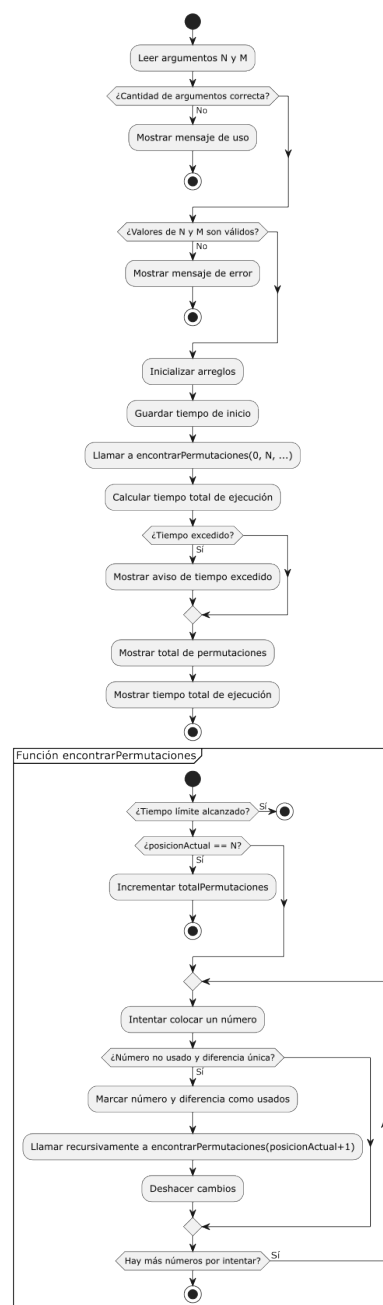 Leer argumentos N y M
¿Cantidad de argumentos correcta?
No
Mostrar mensaje de uso
¿Valores de N y M son válidos?
No
Mostrar mensaje de error
Inicializar arreglos
Guardar tiempo de inicio
Llamar a encontrarPermutaciones(0, N, ...)
Calcular tiempo total de ejecución
¿Tiempo excedido?
Sí
Mostrar aviso de tiempo excedido
Mostrar total de permutaciones
Mostrar tiempo total de ejecución
Función encontrarPermutaciones
¿Tiempo límite alcanzado?
Sí
¿posicionActual == N?
Sí
Incrementar totalPermutaciones
Intentar colocar un número
¿Número no usado y diferencia única?
Sí
Marcar número y diferencia como usados
Llamar recursivamente a encontrarPermutaciones(posicionActual+1)
Deshacer cambios
¿Hay más números por intentar?
Sí